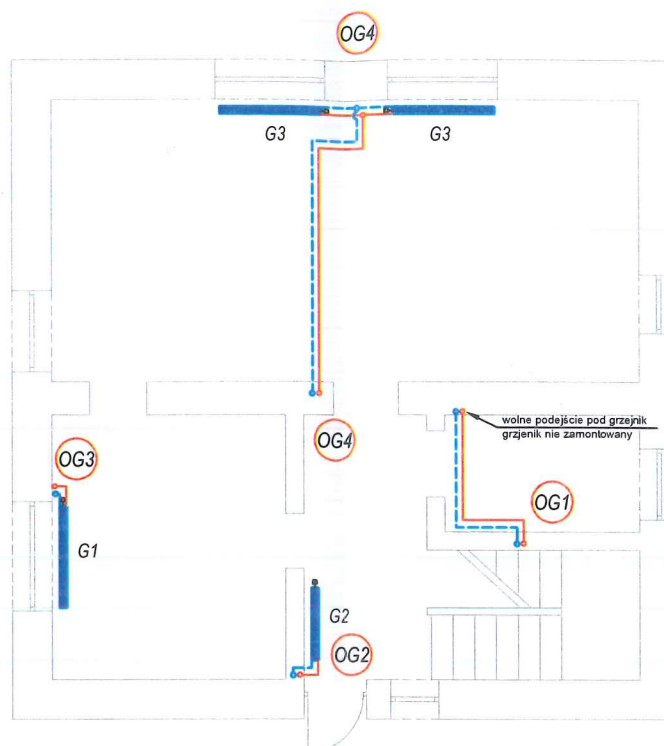 OG4
G3 G3
wolne podejście pod grzejnik
grzjenik nie zamontowany
OG4
OG3
OG1
G1
G2
OG2